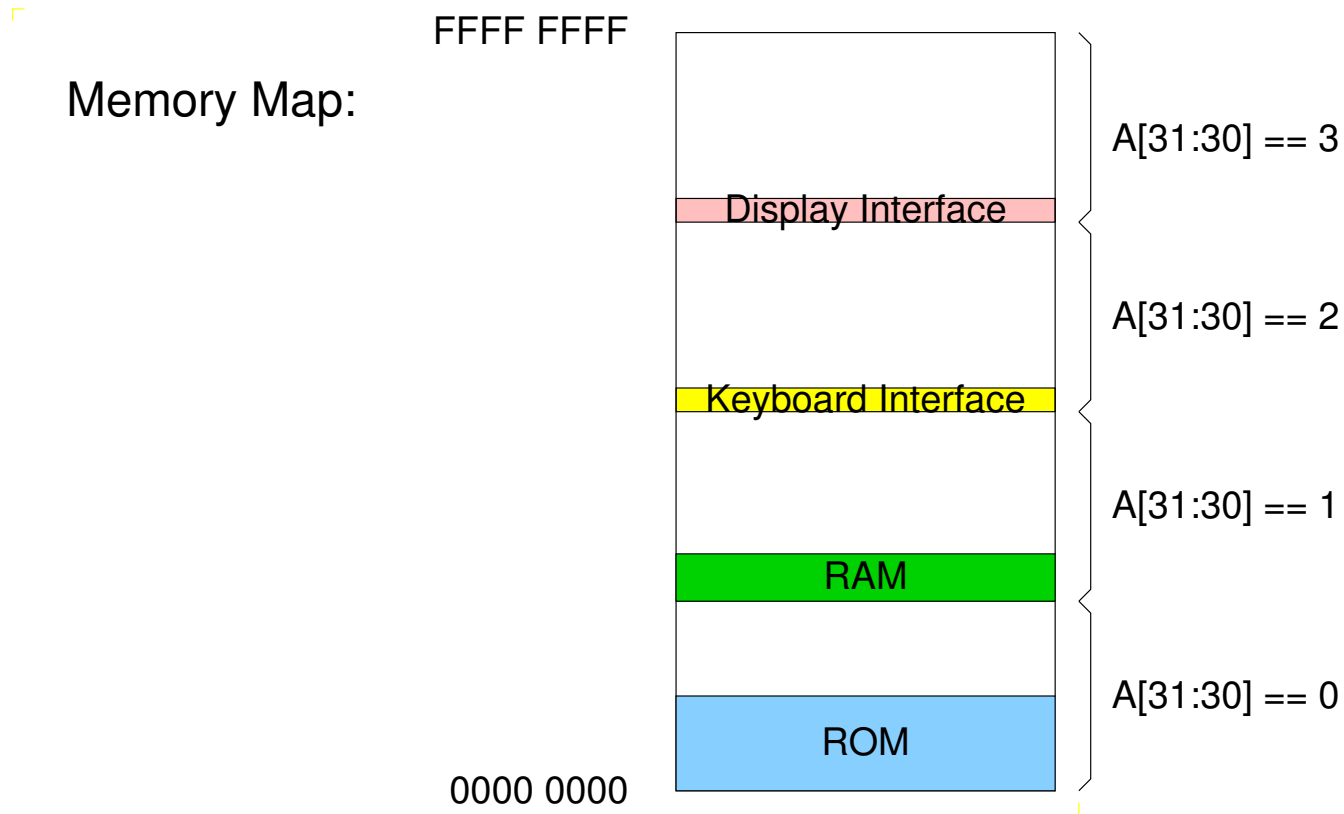 FFFF FFFF
Memory Map:
A[31:30] == 3
Display Interface
A[31:30] == 2
Keyboard Interface
A[31:30] == 1
RAM
A[31:30] == 0
ROM
0000 0000